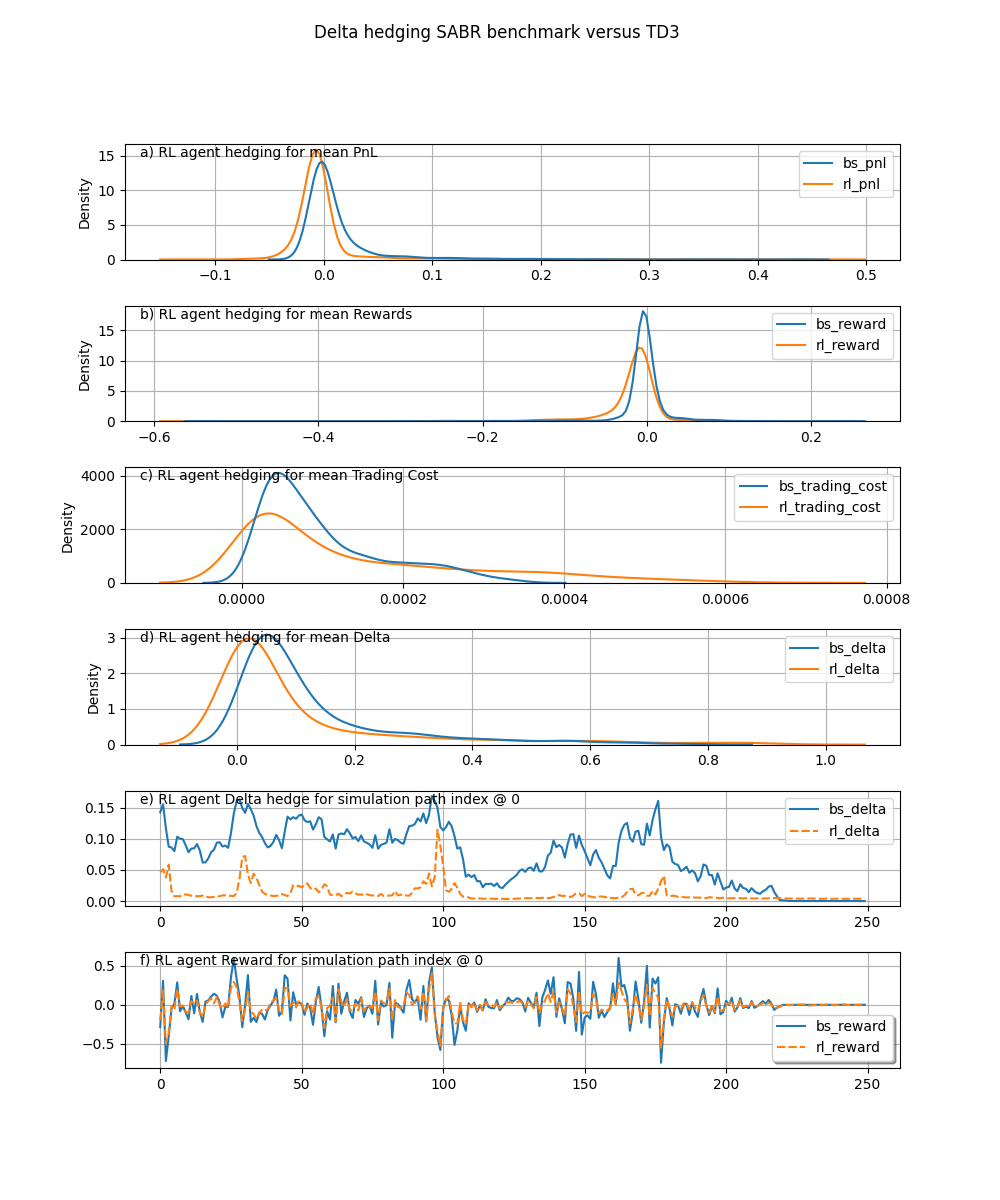 Delta hedging SABR benchmark versus TD3
a) RL agent hedging for mean PnL
bs_pnl
rl_pnl
Density
15
10
5
0
−0.1 0.0 0.1 0.2 0.3 0.4 0.5
b) RL agent hedging for mean Rewards
bs_reward
rl_reward
Density
15
10
5
0
−0.6 −0.4 −0.2 0.0 0.2
c) RL agent hedging for mean Trading Cost
bs_trading_cost
rl_trading_cost
Density
4000
2000
0
0.0000 0.0002 0.0004 0.0006 0.0008
d) RL agent hedging for mean Delta
bs_delta
rl_delta
Density
3
2
1
0
0.0 0.2 0.4 0.6 0.8 1.0
e) RL agent Delta hedge for simulation path index @ 0
bs_delta
rl_delta
0.15
0.10
0.05
0.00
0 50 100 150 200 250
f) RL agent Reward for simulation path index @ 0
bs_reward
rl_reward
0.5
0.0
−0.5
0 50 100 150 200 250